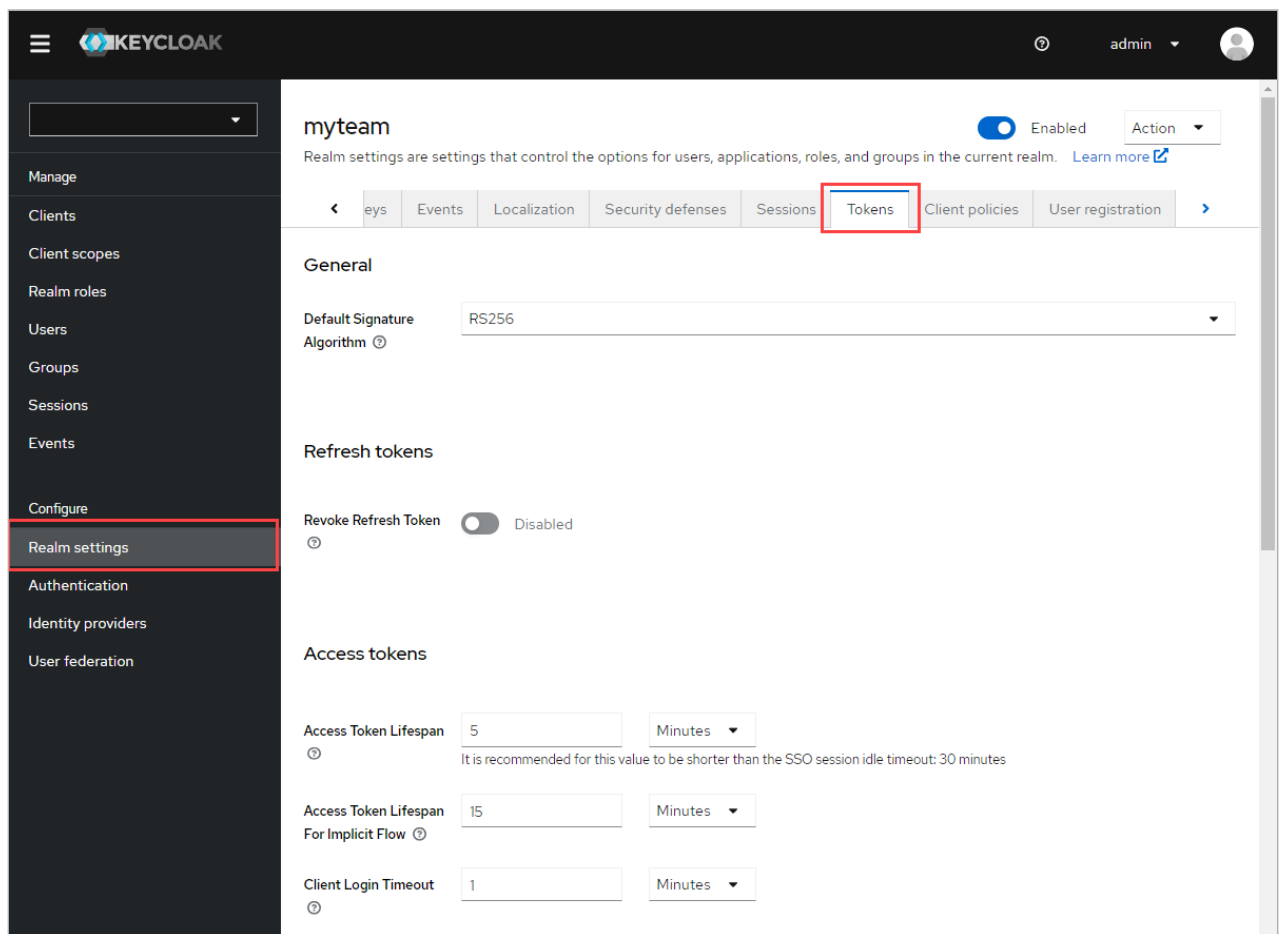 KEYCLOAK
admin
myteam
Enabled
Action
Realm settings are settings that control the options for users, applications, roles, and groups in the current realm. Learn more
Manage
Clients
Client scopes
Realm roles
Users
Groups
Sessions
Events
Configure
Realm settings
Authentication
Identity providers
User federation
eys
Events
Localization
Security defenses
Sessions
Tokens
Client policies
User registration
General
Default Signature
Algorithm
RS256
Refresh tokens
Revoke Refresh Token
Disabled
Access tokens
Access Token Lifespan
5
Minutes
It is recommended for this value to be shorter than the SSO session idle timeout: 30 minutes
Access Token Lifespan
For Implicit Flow
15
Minutes
Client Login Timeout
1
Minutes